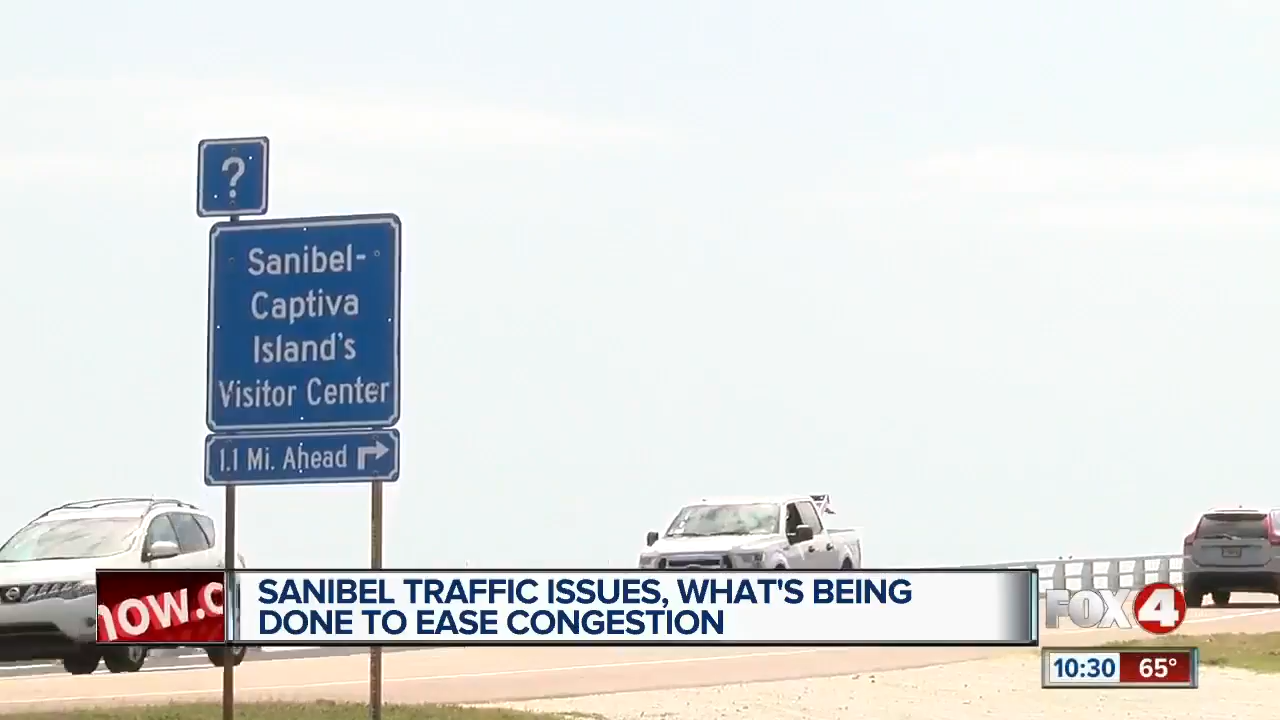 ?
Sanibel-
Captiva
Island's
Visitor Center
1.1 Mi. Ahead
now.c
SANIBEL TRAFFIC ISSUES, WHAT'S BEING
DONE TO EASE CONGESTION
FOX 4
10:30 65°